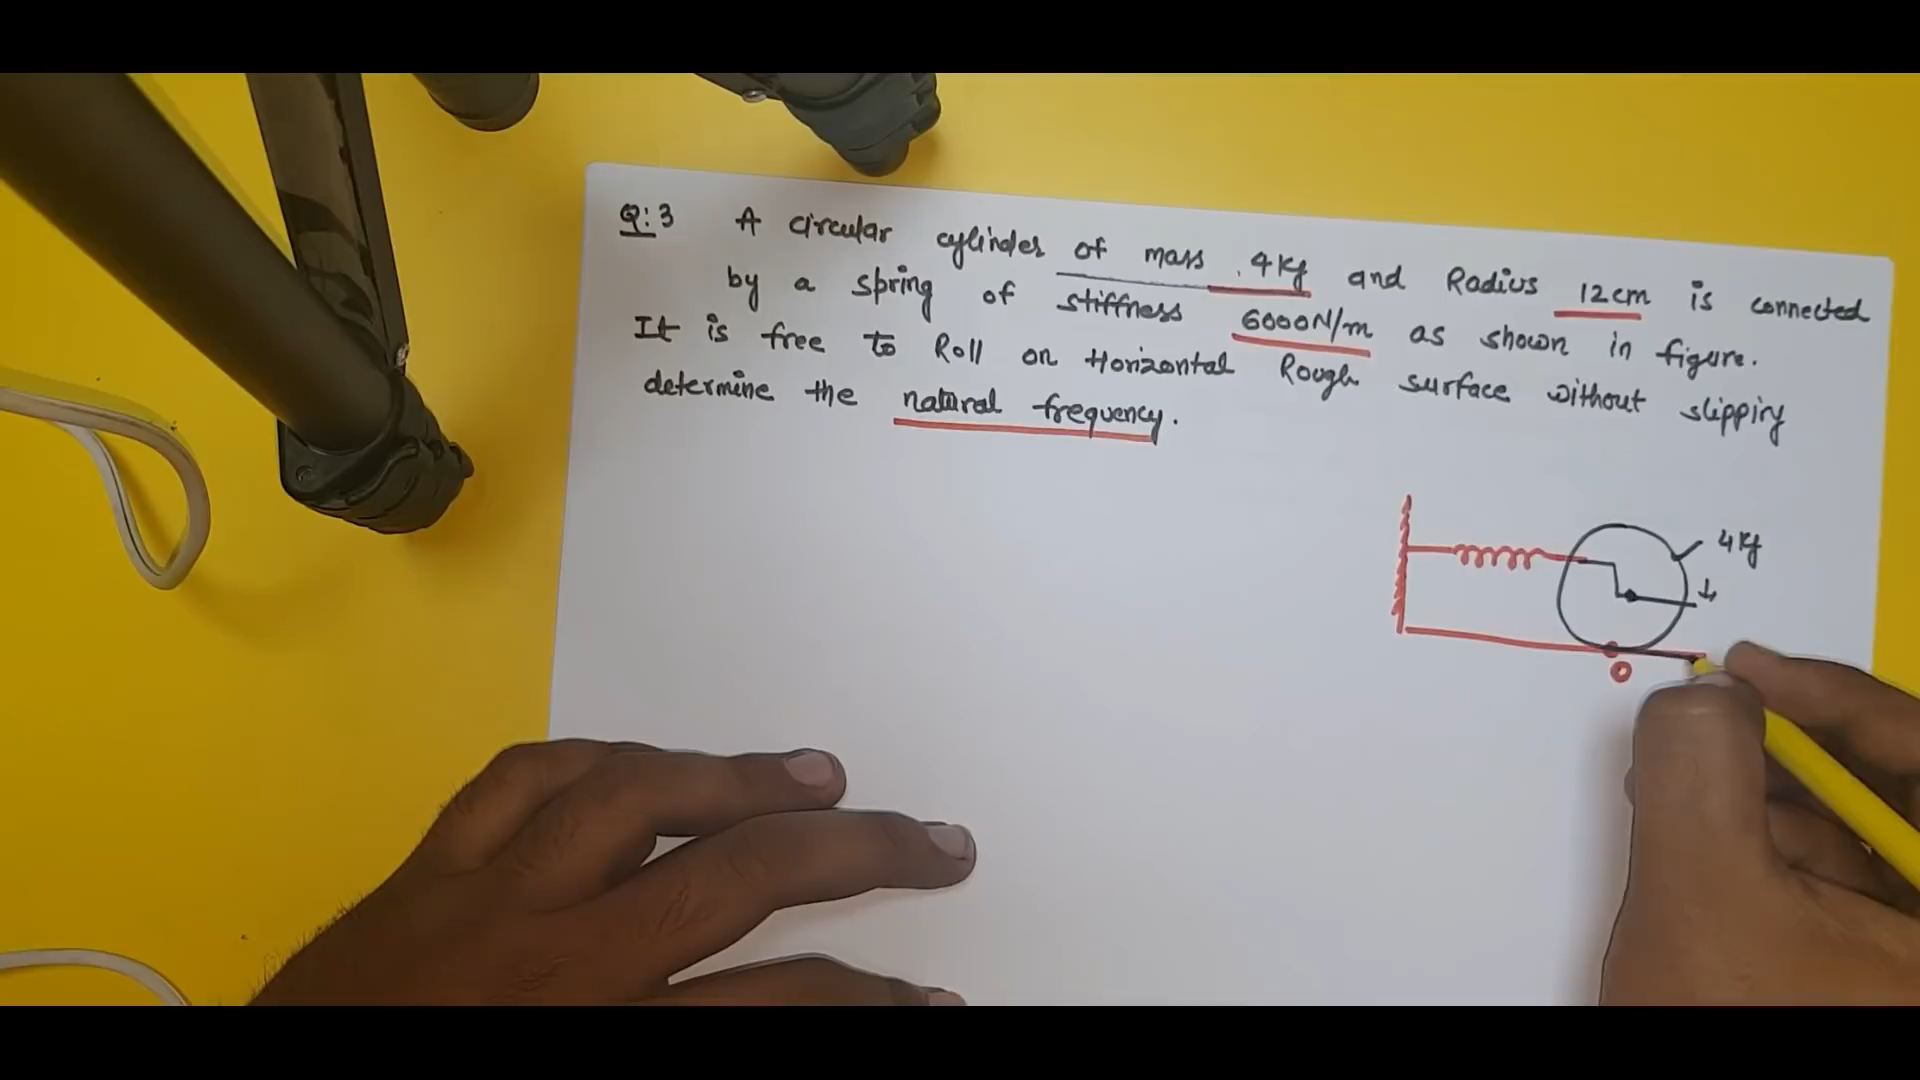 Q:3 A circular cylinder of mass 4Kg and Radius 12cm is connected
by a spring of stiffness 6000N/m as shown in figure.
It is free to Roll on Horizontal Rough surface without slipping
determine the natural frequency.
4Kg
O